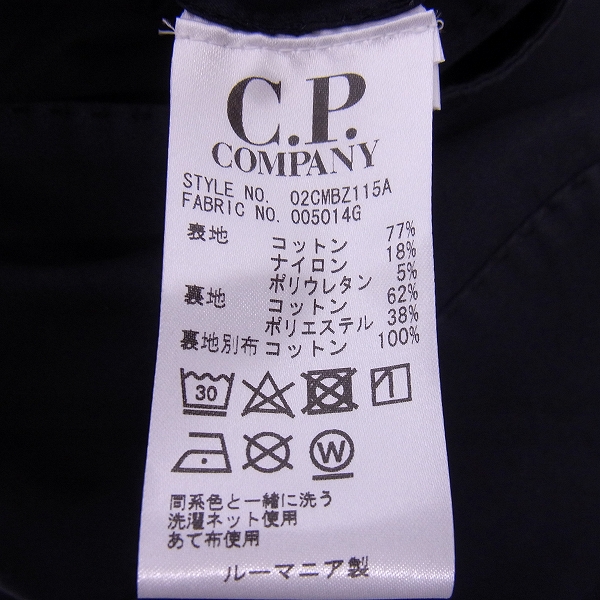 C.P.
COMPANY
STYLE NO. 02CMBZ115A
FABRIC NO. 005014G
表地 コットン 77%
ナイロン 18%
ポリウレタン 5%
裏地 コットン 62%
ポリエステル 38%
裏地別布 コットン 100%
30
W
同系色と一緒に洗う
洗濯ネット使用
あて布使用
ルーマニア製